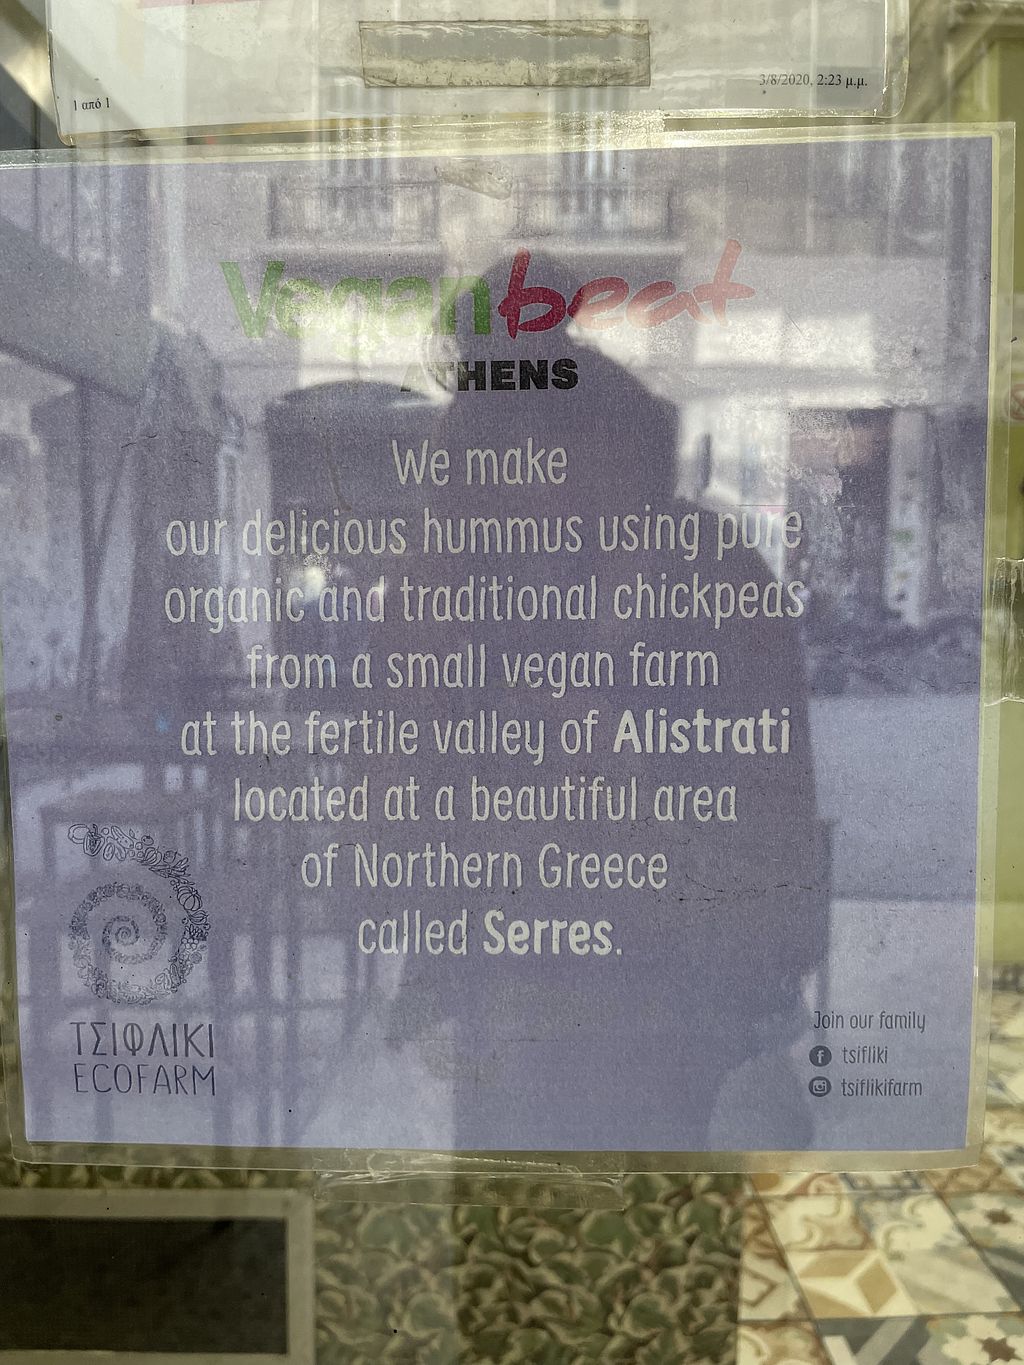 1 από 1
3/8/2020, 2:23 μ.μ.
Veganbeat
ATHENS
We make
our delicious hummus using pure
organic and traditional chickpeas
from a small vegan farm
at the fertile valley of Alistrati
located at a beautiful area
of Northern Greece
called Serres.
ΤΣΙΦΛΙΚΙ
ECOFARM
Join our family
tsifliki
tsiflikifarm